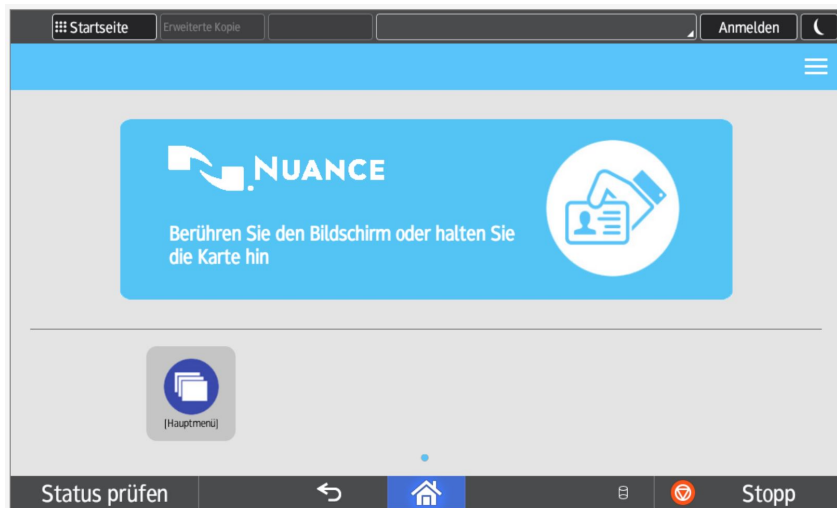 Startseite
Erweiterte Kopie
Anmelden
NUANCE
Berühren Sie den Bildschirm oder halten Sie
die Karte hin
[Hauptmenü]
Status prüfen
Stopp